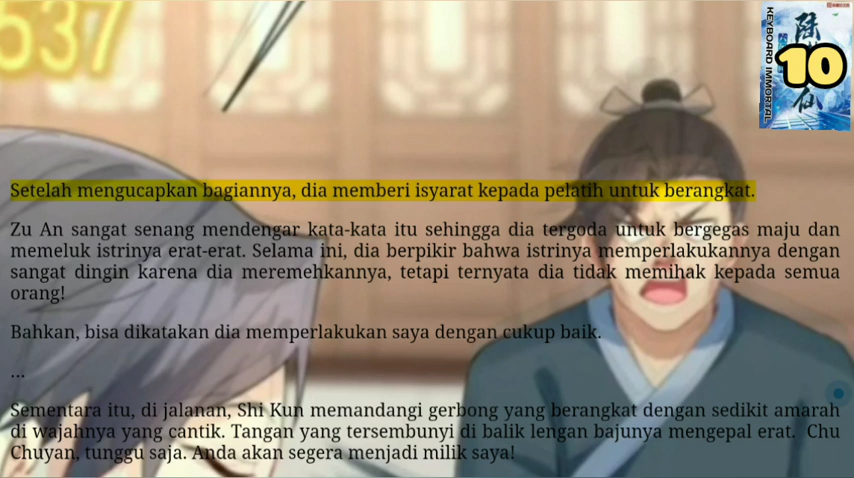 537
KEYBOARD IMMORTAL
10
Setelah mengucapkan bagiannya, dia memberi isyarat kepada pelatih untuk berangkat.
Zu An sangat senang mendengar kata-kata itu sehingga dia tergoda untuk bergegas maju dan
memeluk istrinya erat-erat. Selama ini, dia berpikir bahwa istrinya memperlakukannya dengan
sangat dingin karena dia meremehkannya, tetapi ternyata dia tidak memihak kepada semua
orang!
Bahkan, bisa dikatakan dia memperlakukan saya dengan cukup baik.
...
Sementara itu, di jalanan, Shi Kun memandangi gerbong yang berangkat dengan sedikit amarah
di wajahnya yang cantik. Tangan yang tersembunyi di balik lengan bajunya mengepal erat. Chu
Chuyan, tunggu saja. Anda akan segera menjadi milik saya!